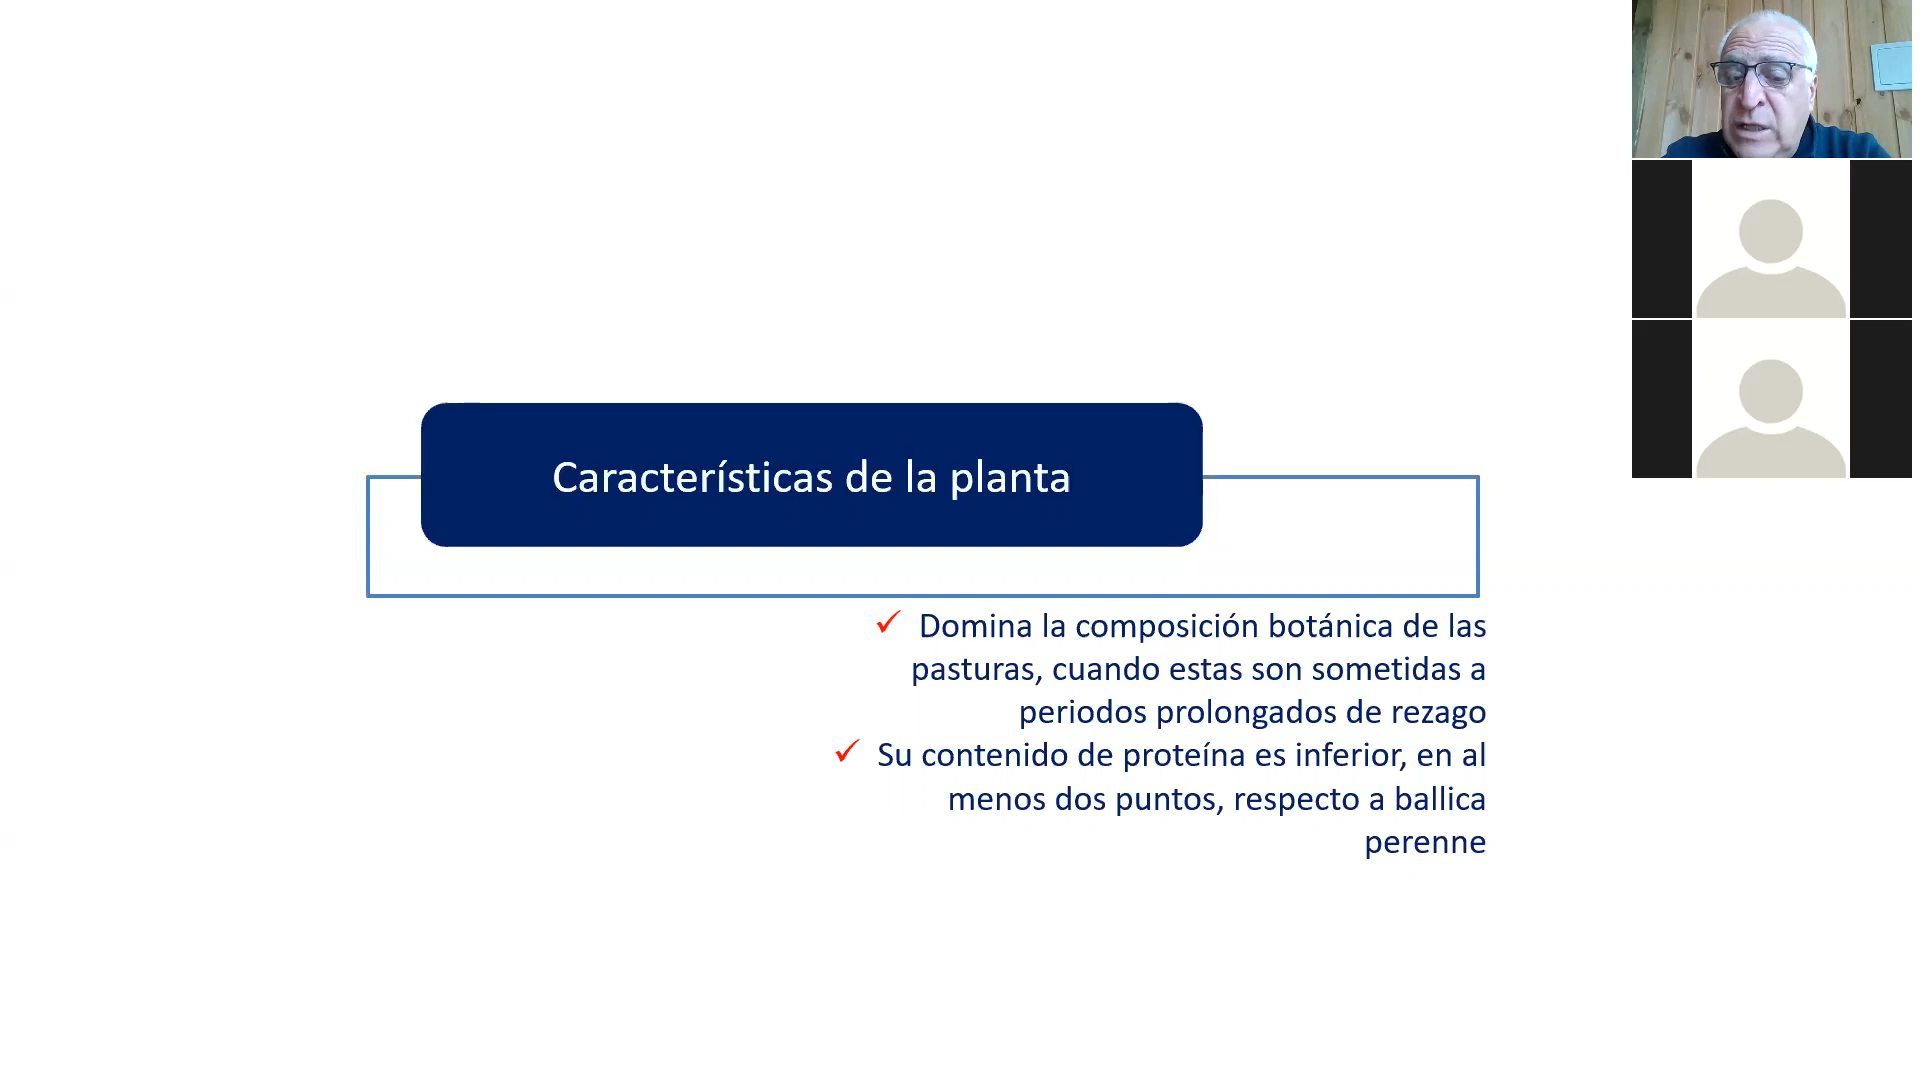 Características de la planta
✓ Domina la composición botánica de las
pasturas, cuando estas son sometidas a
periodos prolongados de rezago
✓ Su contenido de proteína es inferior, en al
menos dos puntos, respecto a ballica
perenne